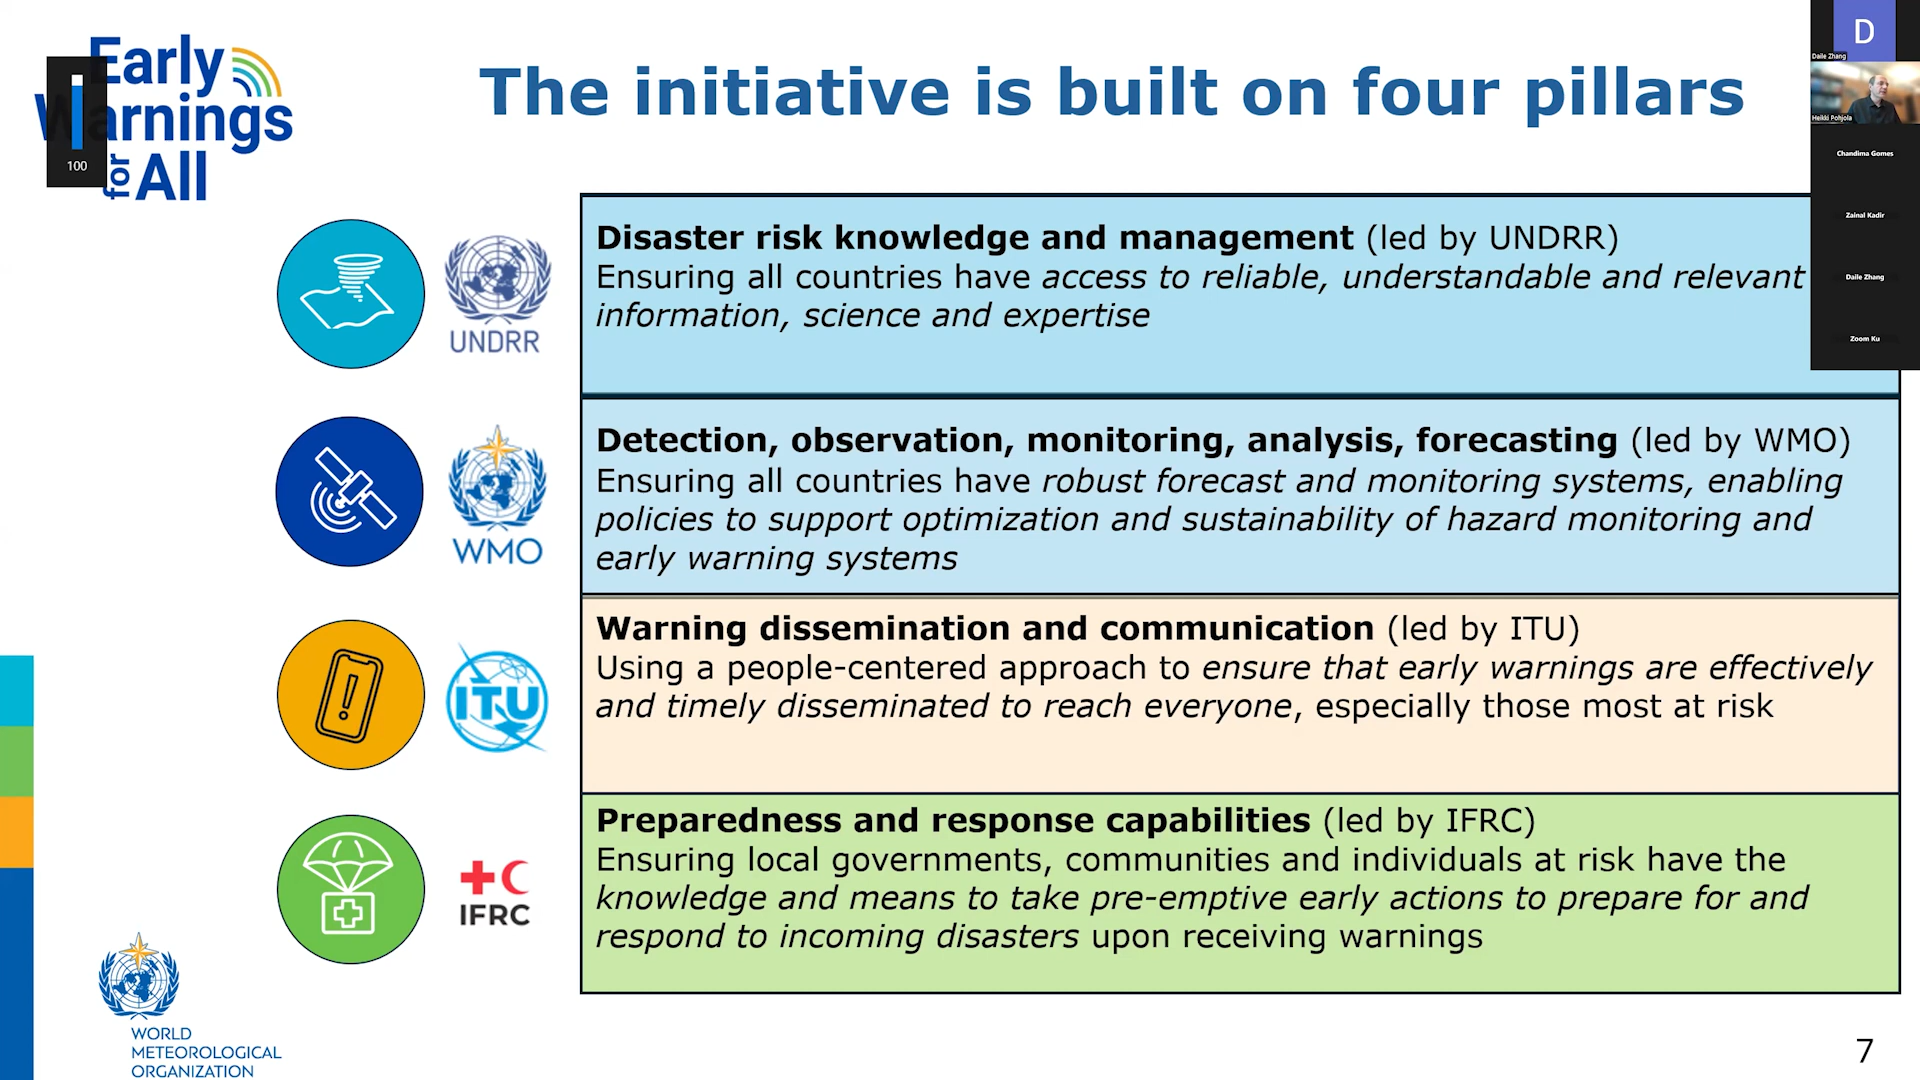 Early
Warnings
for All
100
The initiative is built on four pillars
D
Daile Zhang
Heikki Pohjola
Chandima Gomes
Zainal Kadir
Daile Zhang
Zoom Ku
UNDRR
Disaster risk knowledge and management (led by UNDRR)
Ensuring all countries have access to reliable, understandable and relevant
information, science and expertise
WMO
Detection, observation, monitoring, analysis, forecasting (led by WMO)
Ensuring all countries have robust forecast and monitoring systems, enabling
policies to support optimization and sustainability of hazard monitoring and
early warning systems
ITU
Warning dissemination and communication (led by ITU)
Using a people-centered approach to ensure that early warnings are effectively
and timely disseminated to reach everyone, especially those most at risk
IFRC
Preparedness and response capabilities (led by IFRC)
Ensuring local governments, communities and individuals at risk have the
knowledge and means to take pre-emptive early actions to prepare for and
respond to incoming disasters upon receiving warnings
WORLD
METEOROLOGICAL
ORGANIZATION
7